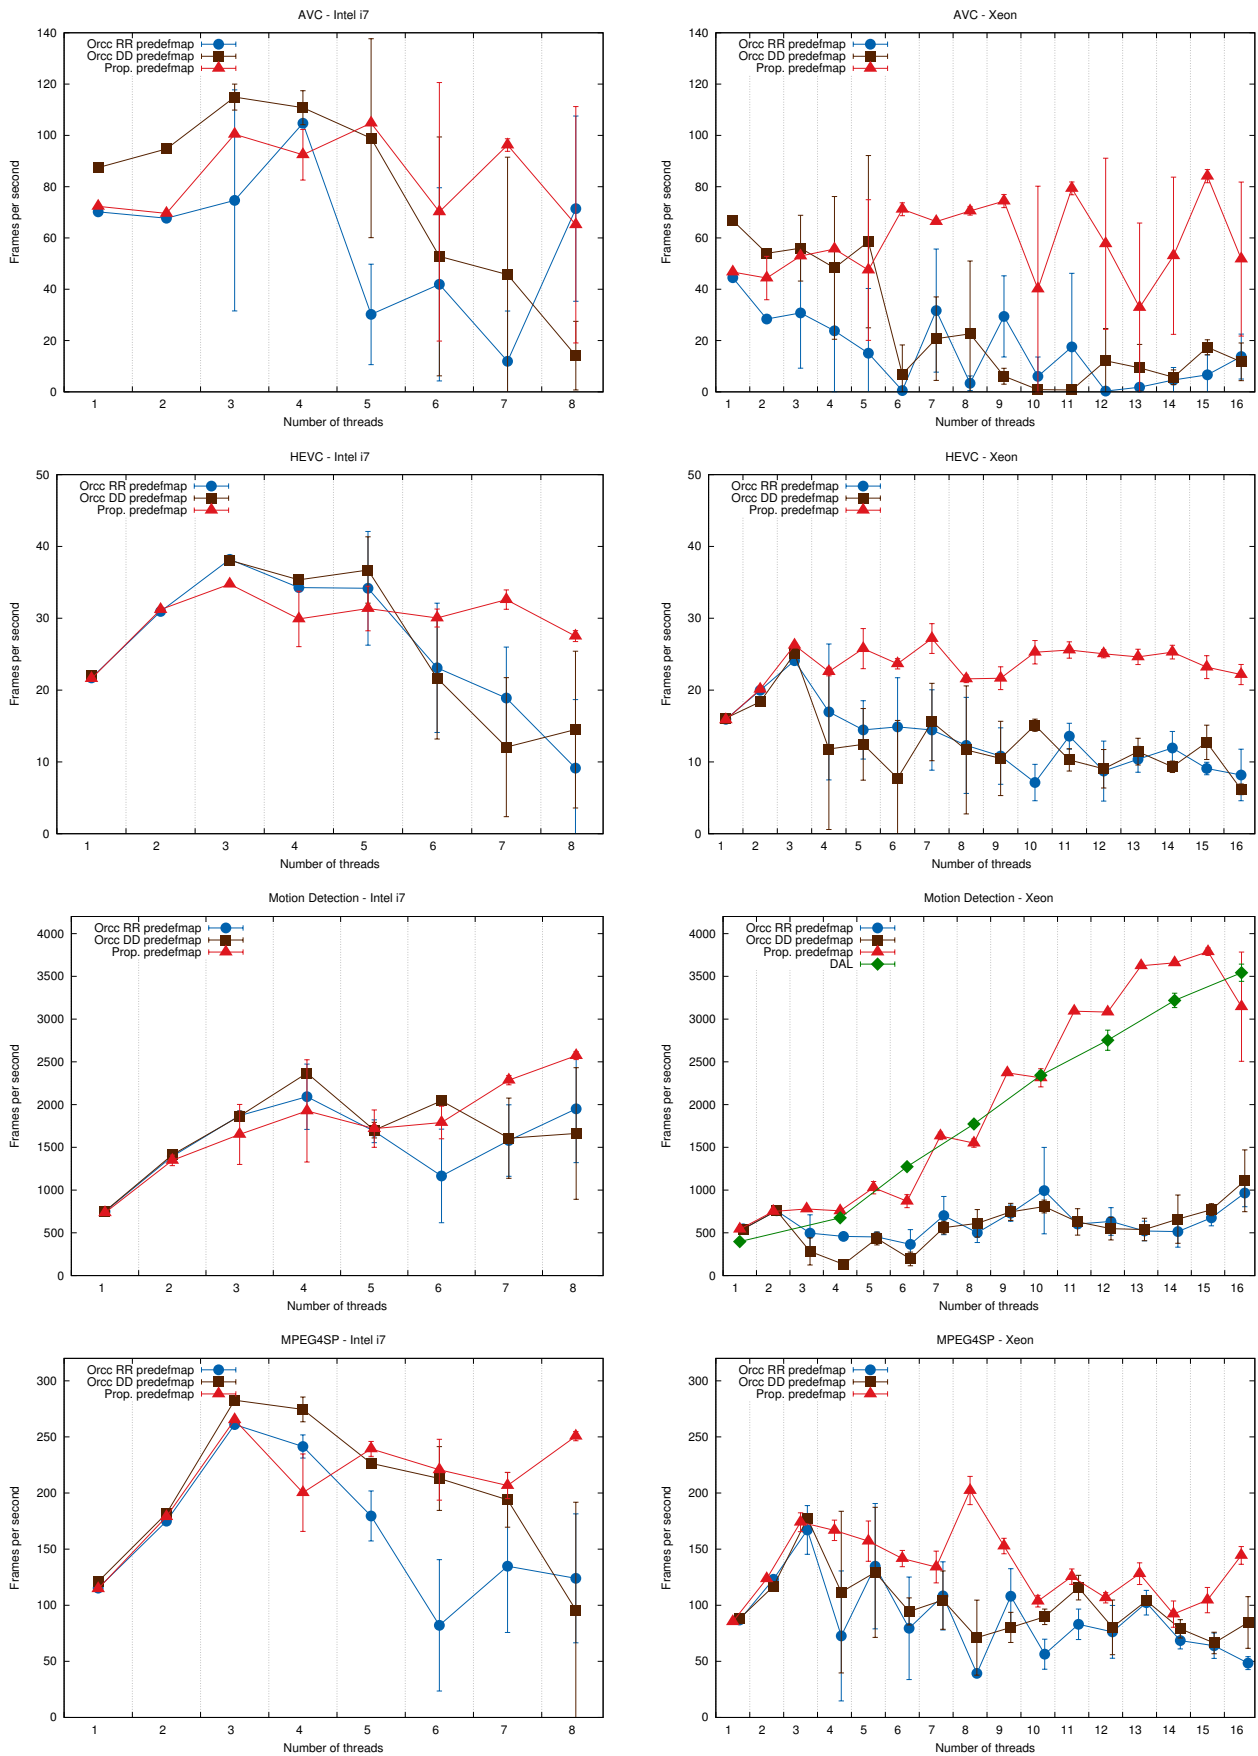 AVC - Intel i7
Orcc RR predefmap
Orcc DD predefmap
Prop. predefmap
Frames per second
140
120
100
80
60
40
20
0
1 2 3 4 5 6 7 8
Number of threads
AVC - Xeon
Orcc RR predefmap
Orcc DD predefmap
Prop. predefmap
Frames per second
140
120
100
80
60
40
20
0
1 2 3 4 5 6 7 8 9 10 11 12 13 14 15 16
Number of threads
HEVC - Intel i7
Orcc RR predefmap
Orcc DD predefmap
Prop. predefmap
Frames per second
50
40
30
20
10
0
1 2 3 4 5 6 7 8
Number of threads
HEVC - Xeon
Orcc RR predefmap
Orcc DD predefmap
Prop. predefmap
Frames per second
50
40
30
20
10
0
1 2 3 4 5 6 7 8 9 10 11 12 13 14 15 16
Number of threads
Motion Detection - Intel i7
Orcc RR predefmap
Orcc DD predefmap
Prop. predefmap
Frames per second
4000
3500
3000
2500
2000
1500
1000
500
0
1 2 3 4 5 6 7 8
Number of threads
Motion Detection - Xeon
Orcc RR predefmap
Orcc DD predefmap
Prop. predefmap
DAL
Frames per second
4000
3500
3000
2500
2000
1500
1000
500
0
1 2 3 4 5 6 7 8 9 10 11 12 13 14 15 16
Number of threads
MPEG4SP - Intel i7
Orcc RR predefmap
Orcc DD predefmap
Prop. predefmap
Frames per second
300
250
200
150
100
50
0
1 2 3 4 5 6 7 8
Number of threads
MPEG4SP - Xeon
Orcc RR predefmap
Orcc DD predefmap
Prop. predefmap
Frames per second
300
250
200
150
100
50
0
1 2 3 4 5 6 7 8 9 10 11 12 13 14 15 16
Number of threads